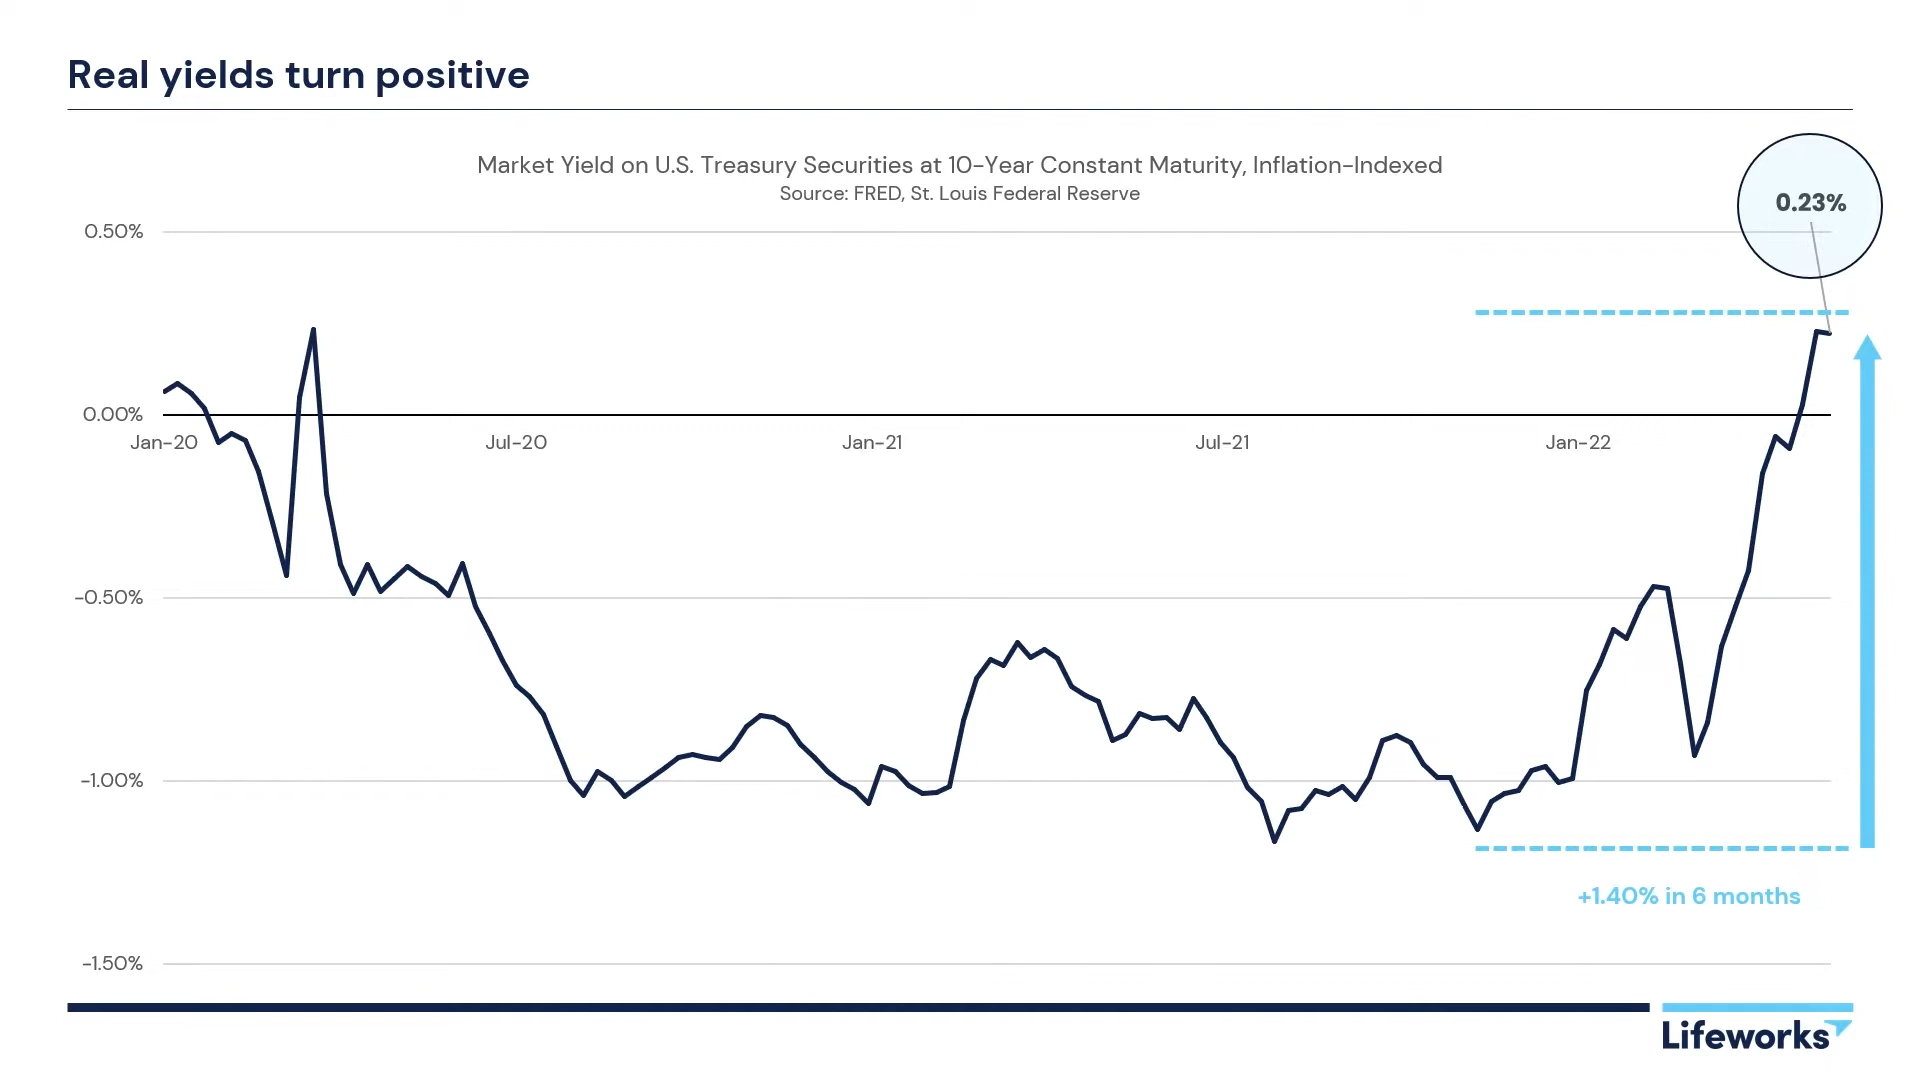 Real yields turn positive
Market Yield on U.S. Treasury Securities at 10-Year Constant Maturity, Inflation-Indexed
Source: FRED, St. Louis Federal Reserve
0.23%
0.50%
0.00%
Jan-20 Jul-20 Jan-21 Jul-21 Jan-22
-0.50%
-1.00%
+1.40% in 6 months
-1.50%
Lifeworks